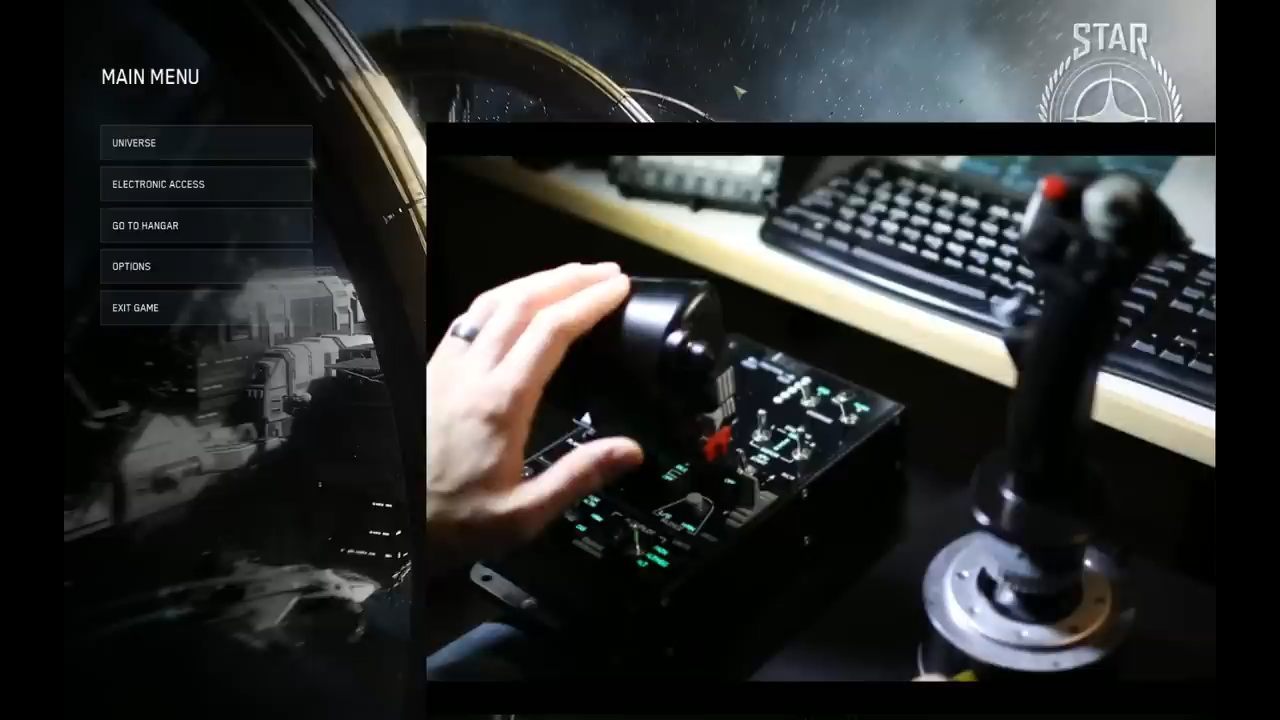 MAIN MENU
STAR
UNIVERSE
ELECTRONIC ACCESS
GO TO HANGAR
OPTIONS
EXIT GAME